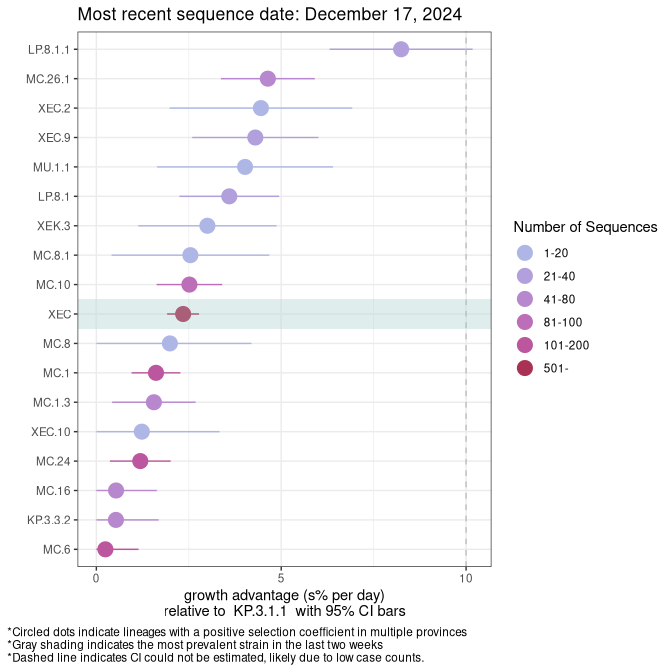 Most recent sequence date: December 17, 2024
LP.8.1.1
MC.26.1
XEC.2
XEC.9
MU.1.1
LP.8.1
XEK.3
MC.8.1
MC.10
XEC
MC.8
MC.1
MC.1.3
XEC.10
MC.24
MC.16
KP.3.3.2
MC.6
0 5 10
growth advantage (s% per day)
relative to KP.3.1.1 with 95% CI bars
Number of Sequences
1-20
21-40
41-80
81-100
101-200
501-
*Circled dots indicate lineages with a positive selection coefficient in multiple provinces
*Gray shading indicates the most prevalent strain in the last two weeks
*Dashed line indicates CI could not be estimated, likely due to low case counts.